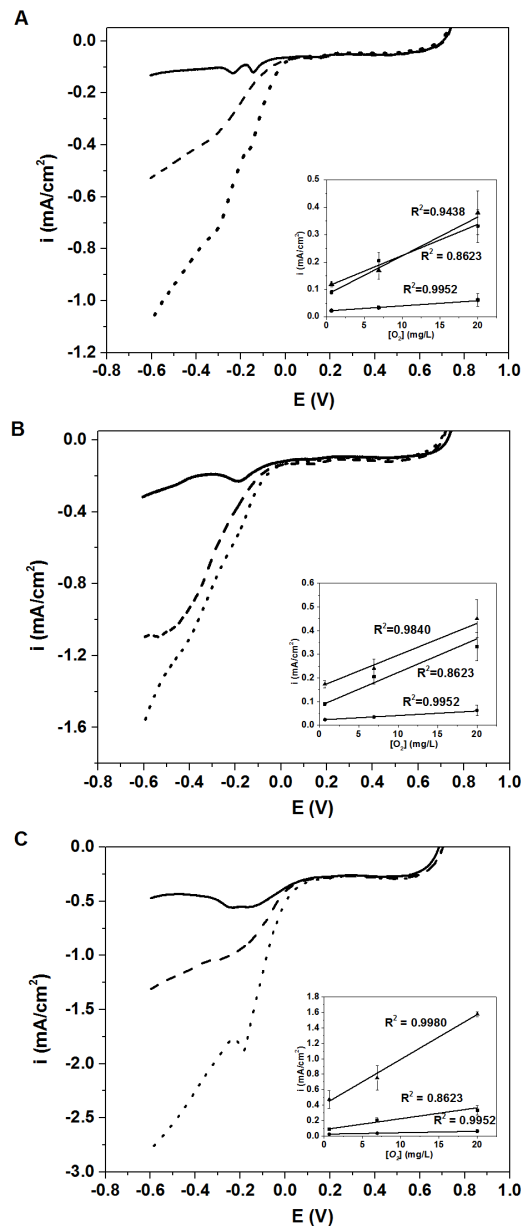 A
0.0
-0.2
-0.4
-0.6
-0.8
-1.0
-1.2
i (mA/cm²)
-0.8 -0.6 -0.4 -0.2 0.0 0.2 0.4 0.6 0.8 1.0
E (V)
0.5
0.4
0.3
0.2
0.1
0.0
i (mA/cm²)
R²=0.9438
R² = 0.8623
R²=0.9952
0 5 10 15 20
[O₂] (mg/L)
B
0.0
-0.4
-0.8
-1.2
-1.6
i (mA/cm²)
-0.8 -0.6 -0.4 -0.2 0.0 0.2 0.4 0.6 0.8 1.0
E (V)
0.6
0.5
0.4
0.3
0.2
0.1
0.0
i (mA/cm²)
R²=0.9840
R²=0.8623
R²=0.9952
0 5 10 15 20
[O₂] (mg/L)
C
0.0
-0.5
-1.0
-1.5
-2.0
-2.5
-3.0
i (mA/cm²)
-0.8 -0.6 -0.4 -0.2 0.0 0.2 0.4 0.6 0.8 1.0
E (V)
1.8
1.6
1.4
1.2
1.0
0.8
0.6
0.4
0.2
0.0
i (mA/cm²)
R² = 0.9980
R² = 0.8623
R² = 0.9952
0 5 10 15 20
[O₂] (mg/L)